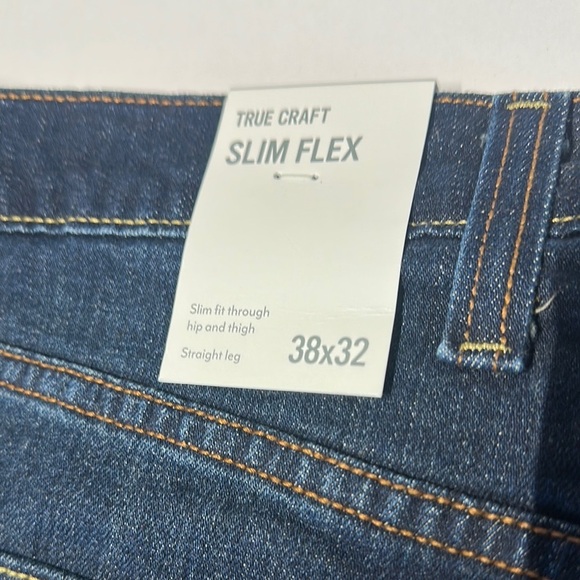 TRUE CRAFT
SLIM FLEX
Slim fit through
hip and thigh
Straight leg
38x32